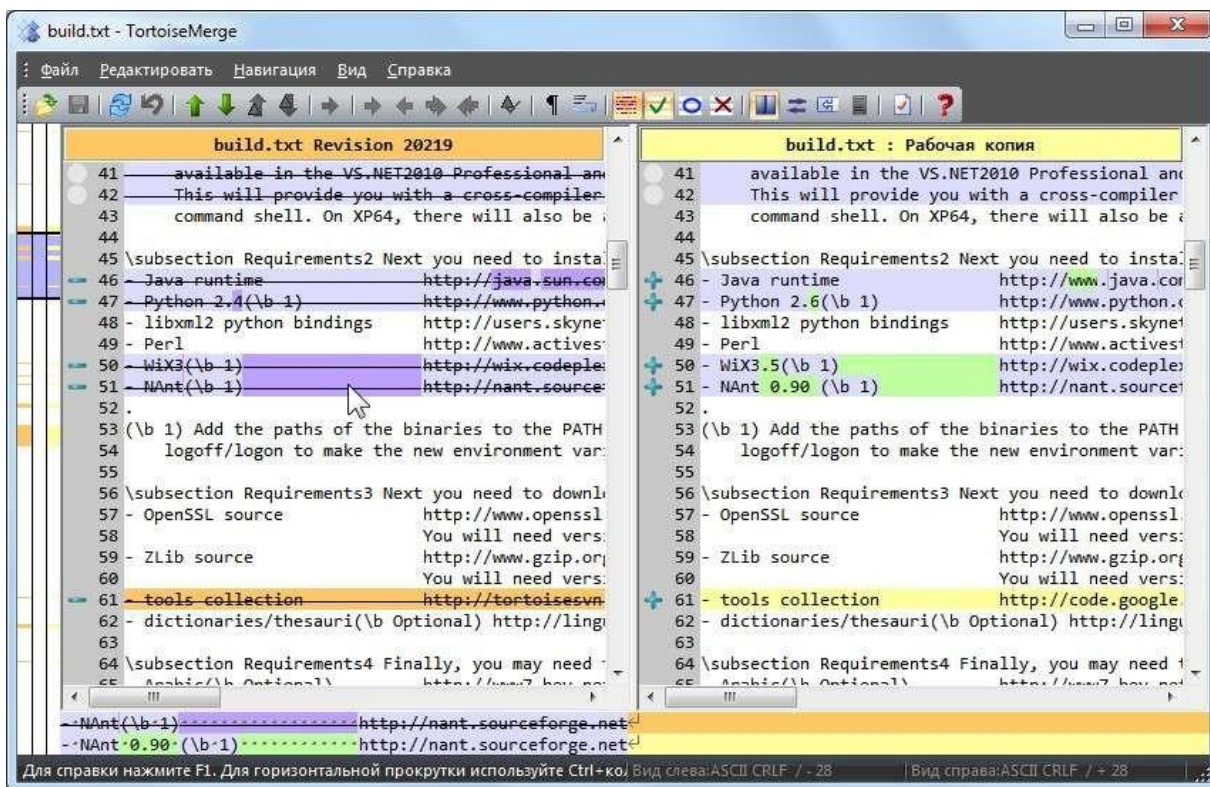 build.txt - TortoiseMerge
Файл Редактировать Навигация Вид Справка
build.txt Revision 20219
41 available in the VS.NET2010 Professional and
42 This will provide you with a cross-compiler
43 command shell. On XP64, there will also be
44
45 \subsection Requirements2 Next you need to insta
46 - Java runtime http://java.sun.co
47 - Python 2.4(\b 1) http://www.python.
48 - libxml2 python bindings http://users.skyne
49 - Perl http://www.actives
50 - WiX3(\b 1) http://wix.codeple
51 - NAnt(\b 1) http://nant.source
52 .
53 (\b 1) Add the paths of the binaries to the PATH
54 logoff/logon to make the new environment var
55
56 \subsection Requirements3 Next you need to downl
57 - OpenSSL source http://www.openssl
58 You will need vers
59 - ZLib source http://www.gzip.or
60 You will need vers
61 - tools collection http://tortoisesvn
62 - dictionaries/thesauri(\b Optional) http://ling
63
64 \subsection Requirements4 Finally, you may need
65 Arabic(\b Optional)
build.txt : Рабочая копия
41 available in the VS.NET2010 Professional and
42 This will provide you with a cross-compiler
43 command shell. On XP64, there will also be a
44
45 \subsection Requirements2 Next you need to insta
46 - Java runtime http://www.java.co
47 - Python 2.6(\b 1) http://www.python.
48 - libxml2 python bindings http://users.skyne
49 - Perl http://www.actives
50 - WiX3.5(\b 1) http://wix.codeple
51 - NAnt 0.90 (\b 1) http://nant.source
52 .
53 (\b 1) Add the paths of the binaries to the PATH
54 logoff/logon to make the new environment var
55
56 \subsection Requirements3 Next you need to downlo
57 - OpenSSL source http://www.openssl.
58 You will need vers
59 - ZLib source http://www.gzip.org
60 You will need vers
61 - tools collection http://code.google.
62 - dictionaries/thesauri(\b Optional) http://ling
63
64 \subsection Requirements4 Finally, you may need t
65 Arabic(\b Optional)
- NAnt(\b 1)··················http://nant.sourceforge.net
- NAnt·0.90·(\b·1)············http://nant.sourceforge.net
Для справки нажмите F1. Для горизонтальной прокрутки используйте Ctrl+ко Вид слева:ASCII CRLF / - 28 Вид справа:ASCII CRLF / + 28